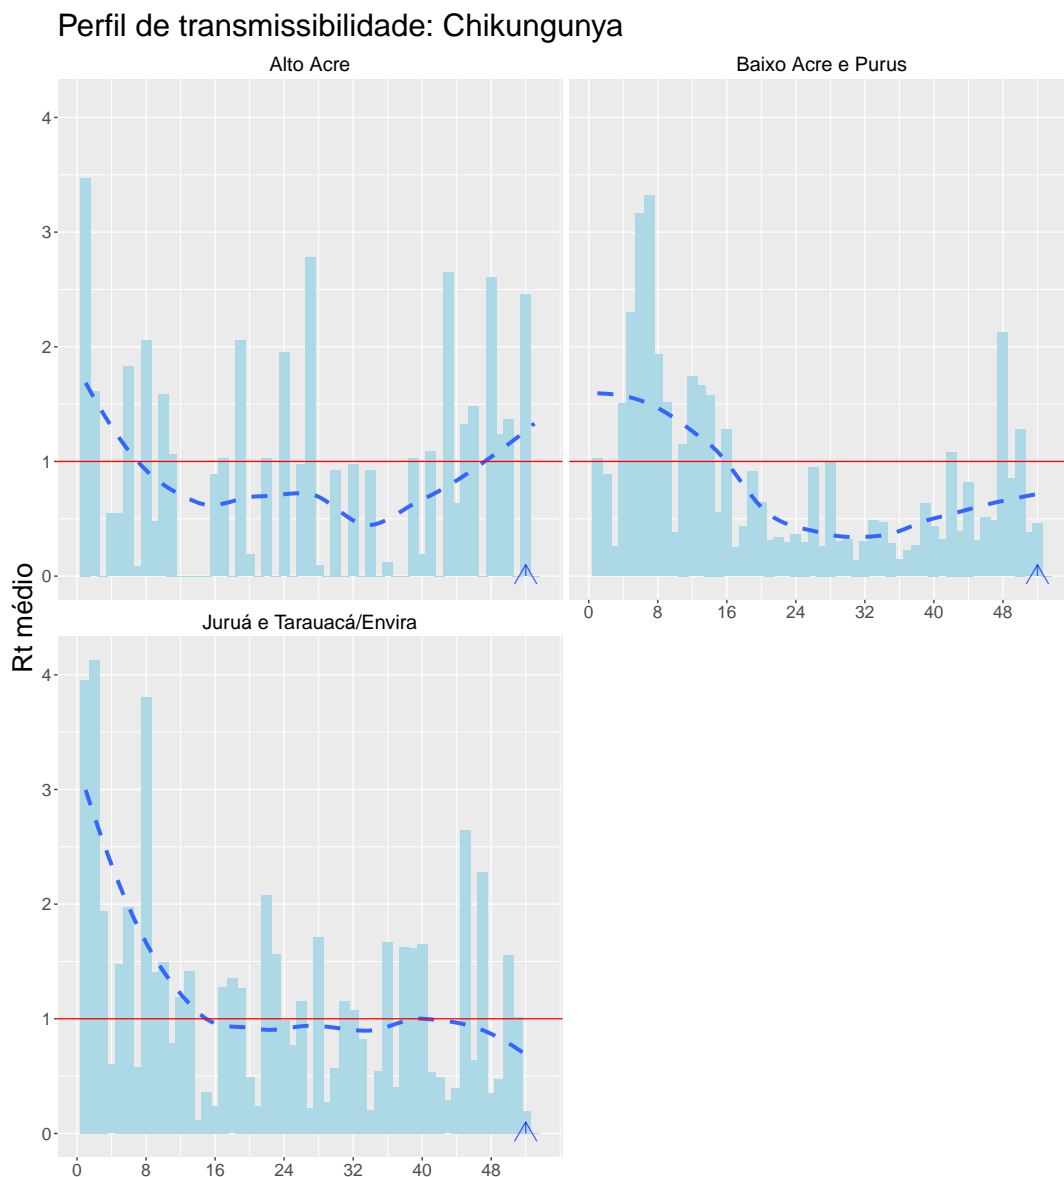 Perfil de transmissibilidade: Chikungunya
Alto Acre
Baixo Acre e Purus
4
3
2
1
0
0 8 16 24 32 40 48
Juruá e Tarauacá/Envira
Rt médio
4
3
2
1
0
0 8 16 24 32 40 48